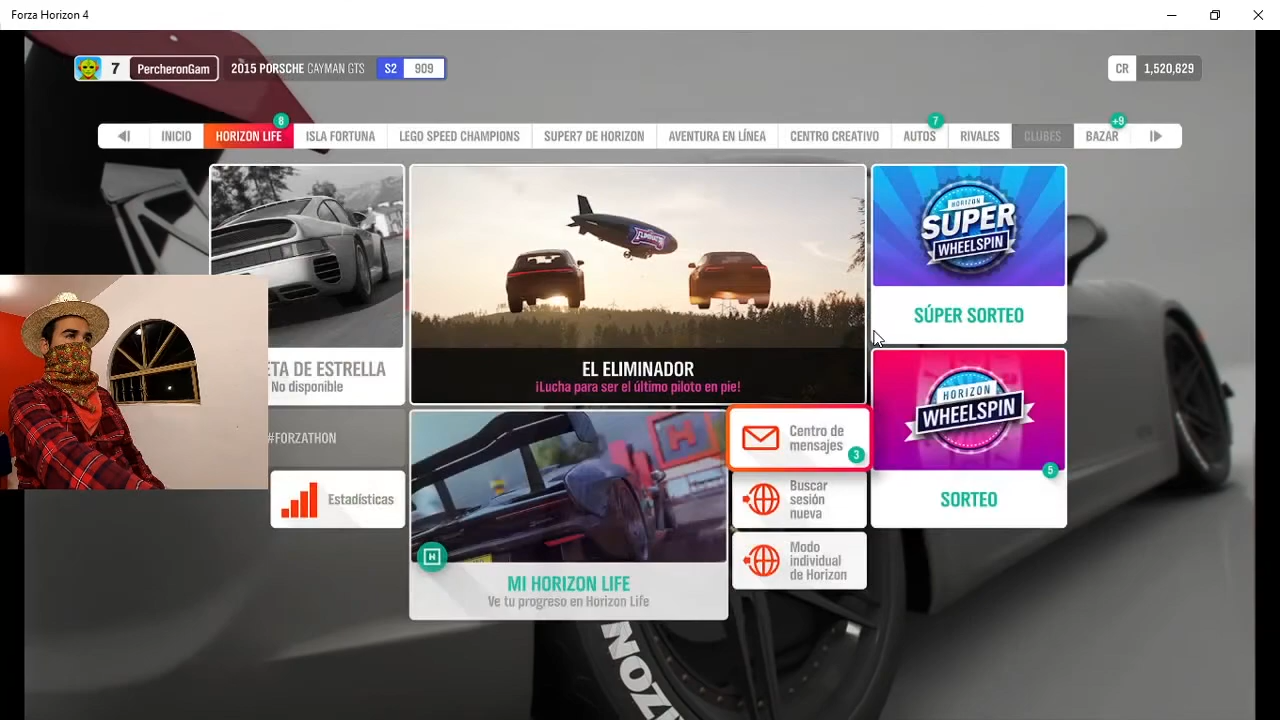 Forza Horizon 4
7 PercheronGam 2015 PORSCHE CAYMAN GTS S2 909
CR 1,520,629
8
7
+9
INICIO HORIZON LIFE ISLA FORTUNA LEGO SPEED CHAMPIONS SUPER7 DE HORIZON AVENTURA EN LÍNEA CENTRO CREATIVO AUTOS RIVALES CLUBES BAZAR
HORIZON
SUPER
WHEELSPIN
SÚPER SORTEO
ETA DE ESTRELLA
No disponible
EL ELIMINADOR
¡Lucha para ser el último piloto en pie!
HORIZON
WHEELSPIN
5
SORTEO
#FORZATHON
Estadísticas
Centro de
mensajes
3
Buscar
sesión
nueva
Modo
individual
de Horizon
MI HORIZON LIFE
Ve tu progreso en Horizon Life